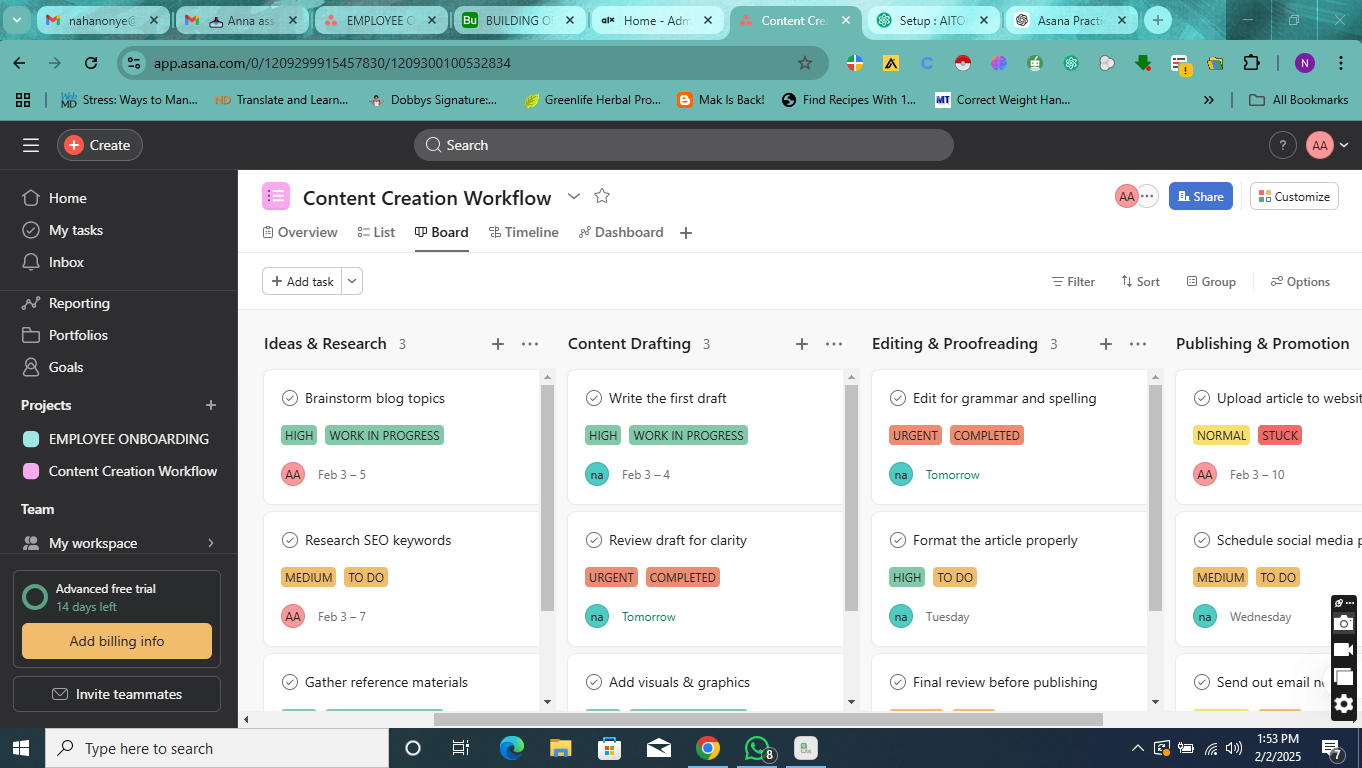 nahanonye@
Anna ass
EMPLOYEE O
BUILDING O
Home - Adm
Content Crea
Setup : AITO
Asana Practi
app.asana.com/0/1209299915457830/1209300100532834
Stress: Ways to Man...
Translate and Learn...
Dobbys Signature:...
Greenlife Herbal Pro...
Mak Is Back!
Find Recipes With 1...
Correct Weight Han...
All Bookmarks
Create
Search
AA
Home
My tasks
Inbox
Reporting
Portfolios
Goals
Projects
EMPLOYEE ONBOARDING
Content Creation Workflow
Team
My workspace
Advanced free trial
14 days left
Add billing info
Invite teammates
Content Creation Workflow
AA
Share
Customize
Overview
List
Board
Timeline
Dashboard
Add task
Filter
Sort
Group
Options
Ideas & Research 3
Brainstorm blog topics
HIGH WORK IN PROGRESS
AA Feb 3 – 5
Research SEO keywords
MEDIUM TO DO
AA Feb 3 – 7
Gather reference materials
Content Drafting 3
Write the first draft
HIGH WORK IN PROGRESS
na Feb 3 – 4
Review draft for clarity
URGENT COMPLETED
na Tomorrow
Add visuals & graphics
Editing & Proofreading 3
Edit for grammar and spelling
URGENT COMPLETED
na Tomorrow
Format the article properly
HIGH TO DO
na Tuesday
Final review before publishing
Publishing & Promotion
Upload article to websit
NORMAL STUCK
AA Feb 3 – 10
Schedule social media p
MEDIUM TO DO
na Wednesday
Send out email
Type here to search
8
1:53 PM
2/2/2025
7